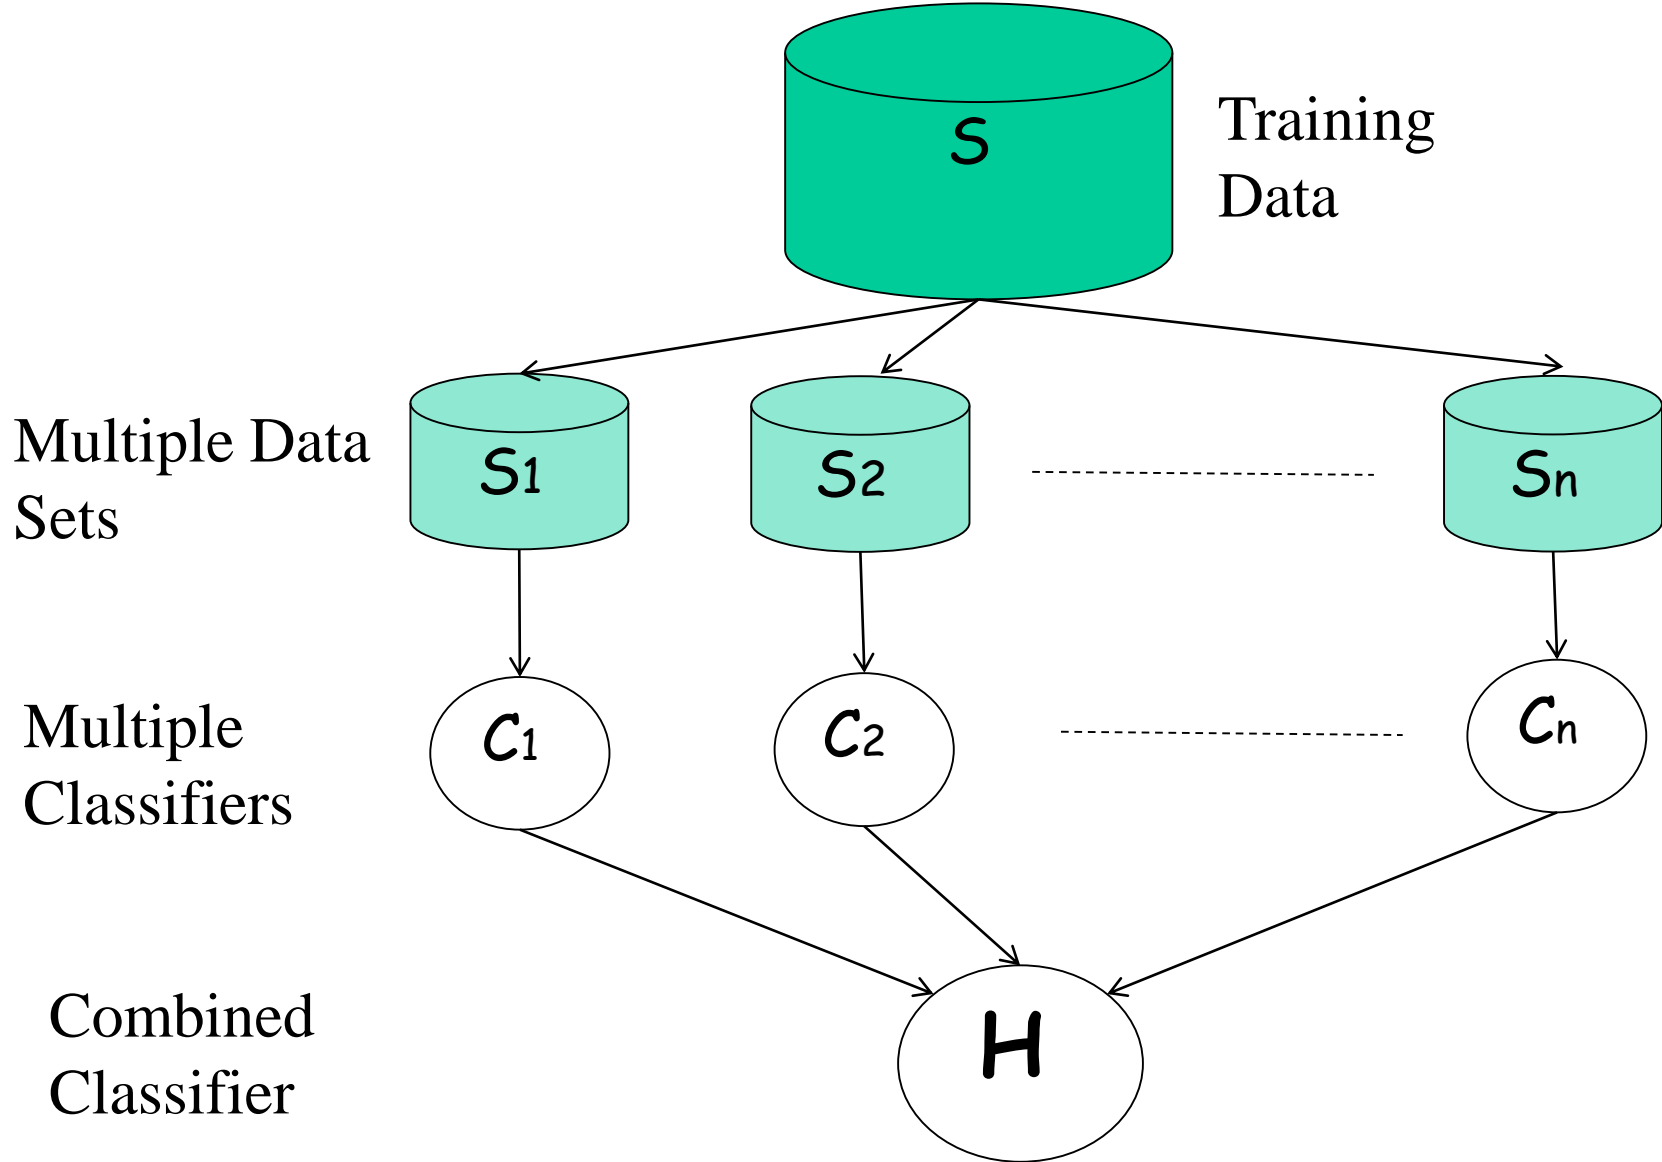 S
Training
Data
Multiple Data
Sets
S1
S2
Sn
Multiple
Classifiers
C1
C2
Cn
Combined
Classifier
H